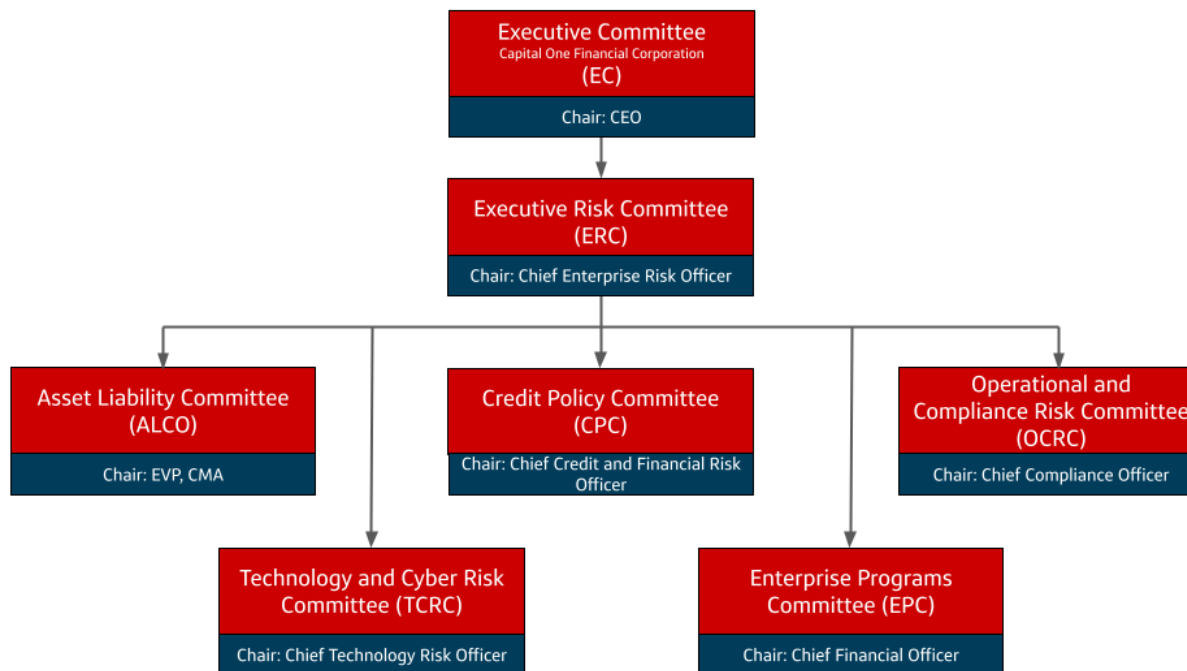 Executive Committee
Capital One Financial Corporation
(EC)
Chair: CEO
Executive Risk Committee
(ERC)
Chair: Chief Enterprise Risk Officer
Asset Liability Committee
(ALCO)
Chair: EVP, CMA
Credit Policy Committee
(CPC)
Chair: Chief Credit and Financial Risk
Officer
Operational and
Compliance Risk Committee
(OCRC)
Chair: Chief Compliance Officer
Technology and Cyber Risk
Committee (TCRC)
Chair: Chief Technology Risk Officer
Enterprise Programs
Committee (EPC)
Chair: Chief Financial Officer